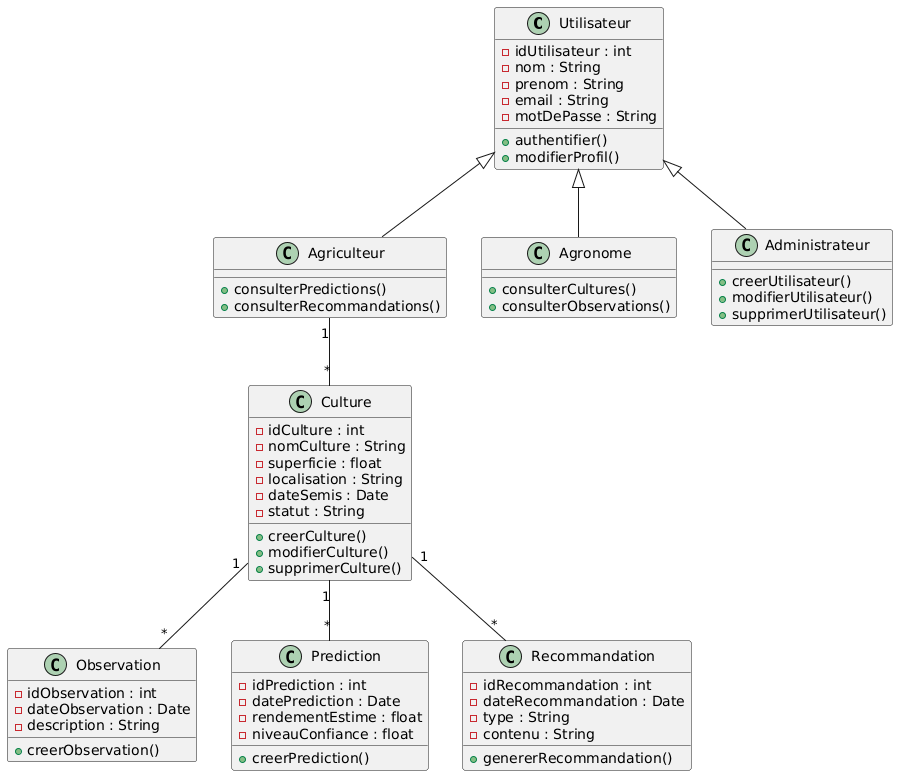 C Utilisateur
idUtilisateur : int
nom : String
prenom : String
email : String
motDePasse : String
authentifier()
modifierProfil()
C Agriculteur
consulterPredictions()
consulterRecommandations()
C Agronome
consulterCultures()
consulterObservations()
C Administrateur
creerUtilisateur()
modifierUtilisateur()
supprimerUtilisateur()
1
*
C Culture
idCulture : int
nomCulture : String
superficie : float
localisation : String
dateSemis : Date
statut : String
creerCulture()
modifierCulture()
supprimerCulture()
1
*
1
*
1
*
C Observation
idObservation : int
dateObservation : Date
description : String
creerObservation()
C Prediction
idPrediction : int
datePrediction : Date
rendementEstime : float
niveauConfiance : float
creerPrediction()
C Recommandation
idRecommandation : int
dateRecommandation : Date
type : String
contenu : String
genererRecommandation()